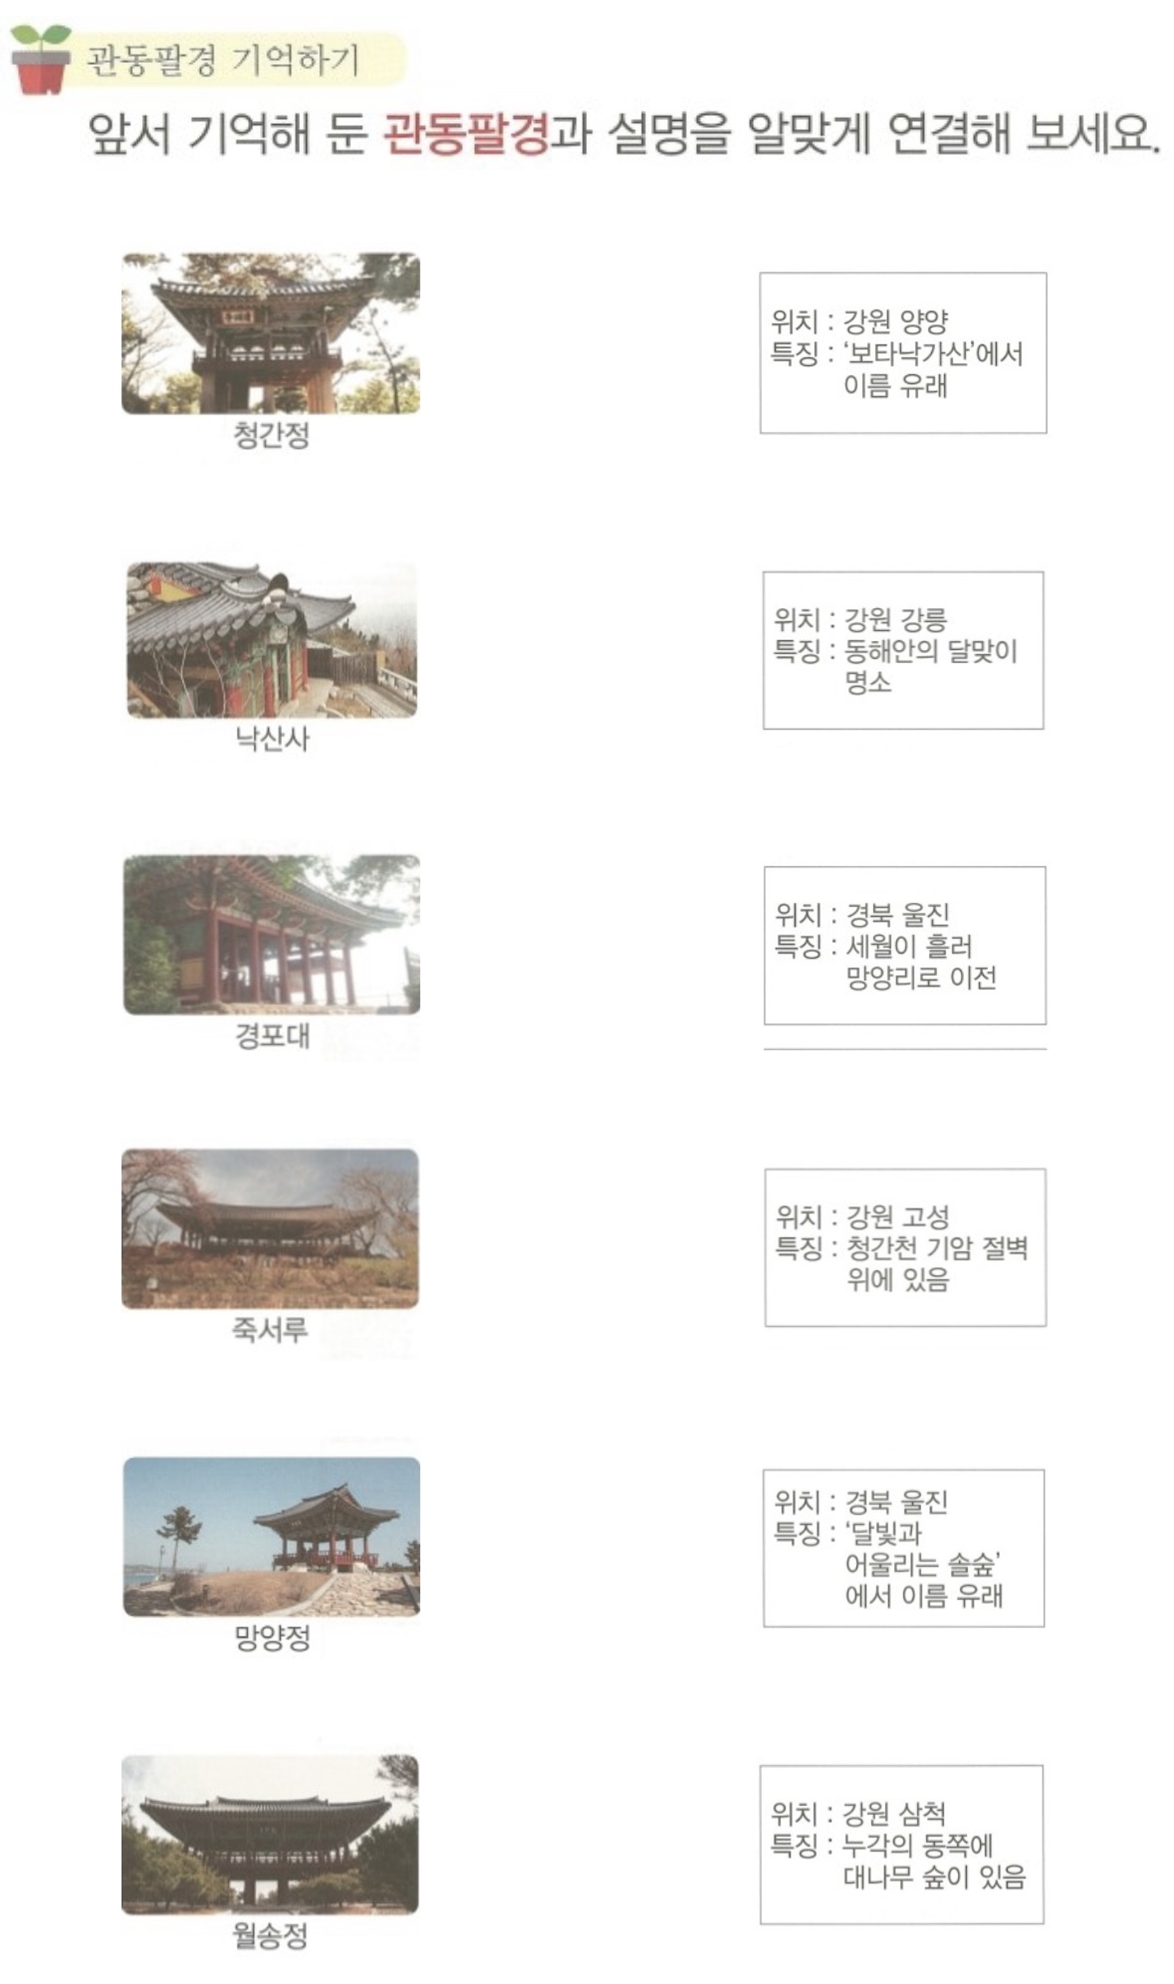 관동팔경 기억하기
앞서 기억해 둔 관동팔경과 설명을 알맞게 연결해 보세요.
청간정
위치 : 강원 양양
특징 : ‘보타낙가산’에서
이름 유래
낙산사
위치 : 강원 강릉
특징 : 동해안의 달맞이
명소
경포대
위치 : 경북 울진
특징 : 세월이 흘러
망양리로 이전
죽서루
위치 : 강원 고성
특징 : 청간천 기암 절벽
위에 있음
망양정
위치 : 경북 울진
특징 : ‘달빛과
어울리는 솔숲’
에서 이름 유래
월송정
위치 : 강원 삼척
특징 : 누각의 동쪽에
대나무 숲이 있음